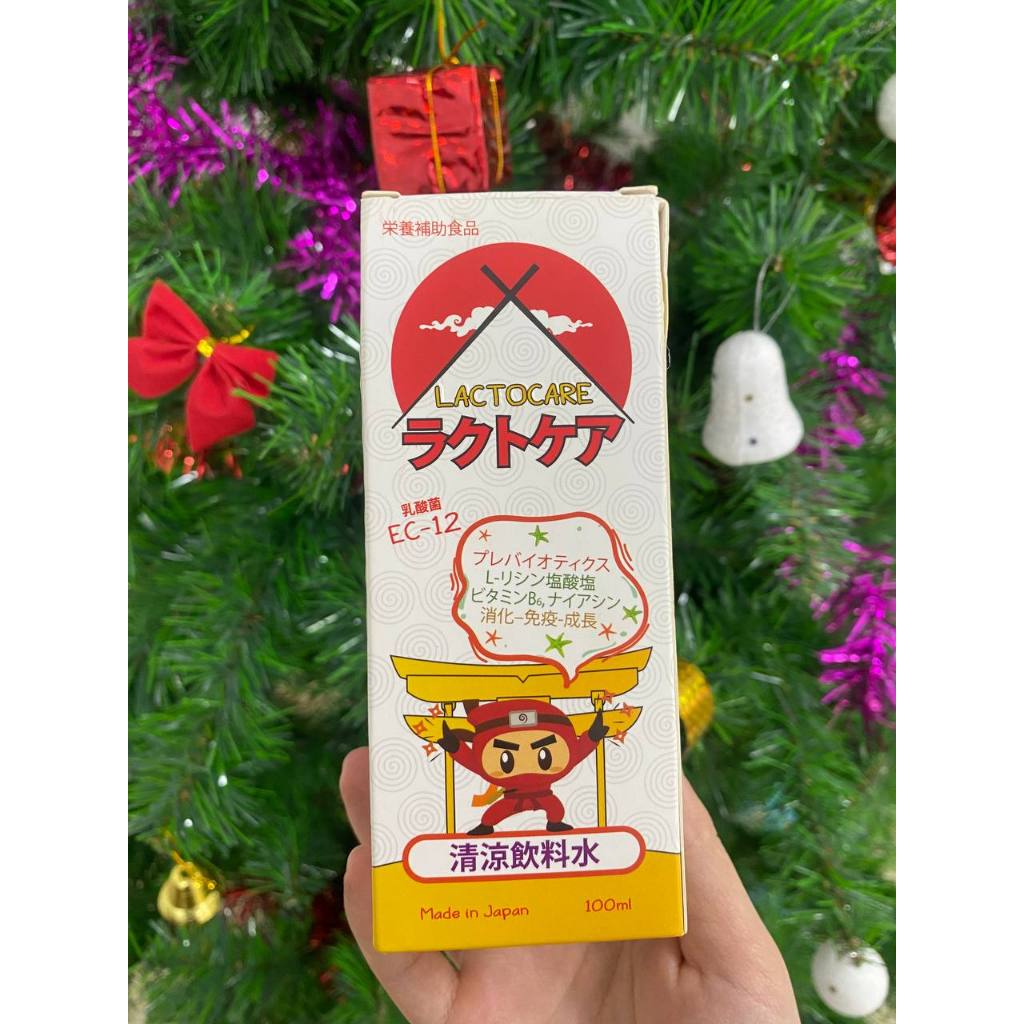 栄養補助食品
LACTOCARE
ラクトケア
乳酸菌
EC-12
プレバイオティクス
L-リシン塩酸塩
ビタミンB₆, ナイアシン
消化-免疫-成長
清涼飲料水
Made in Japan 100ml